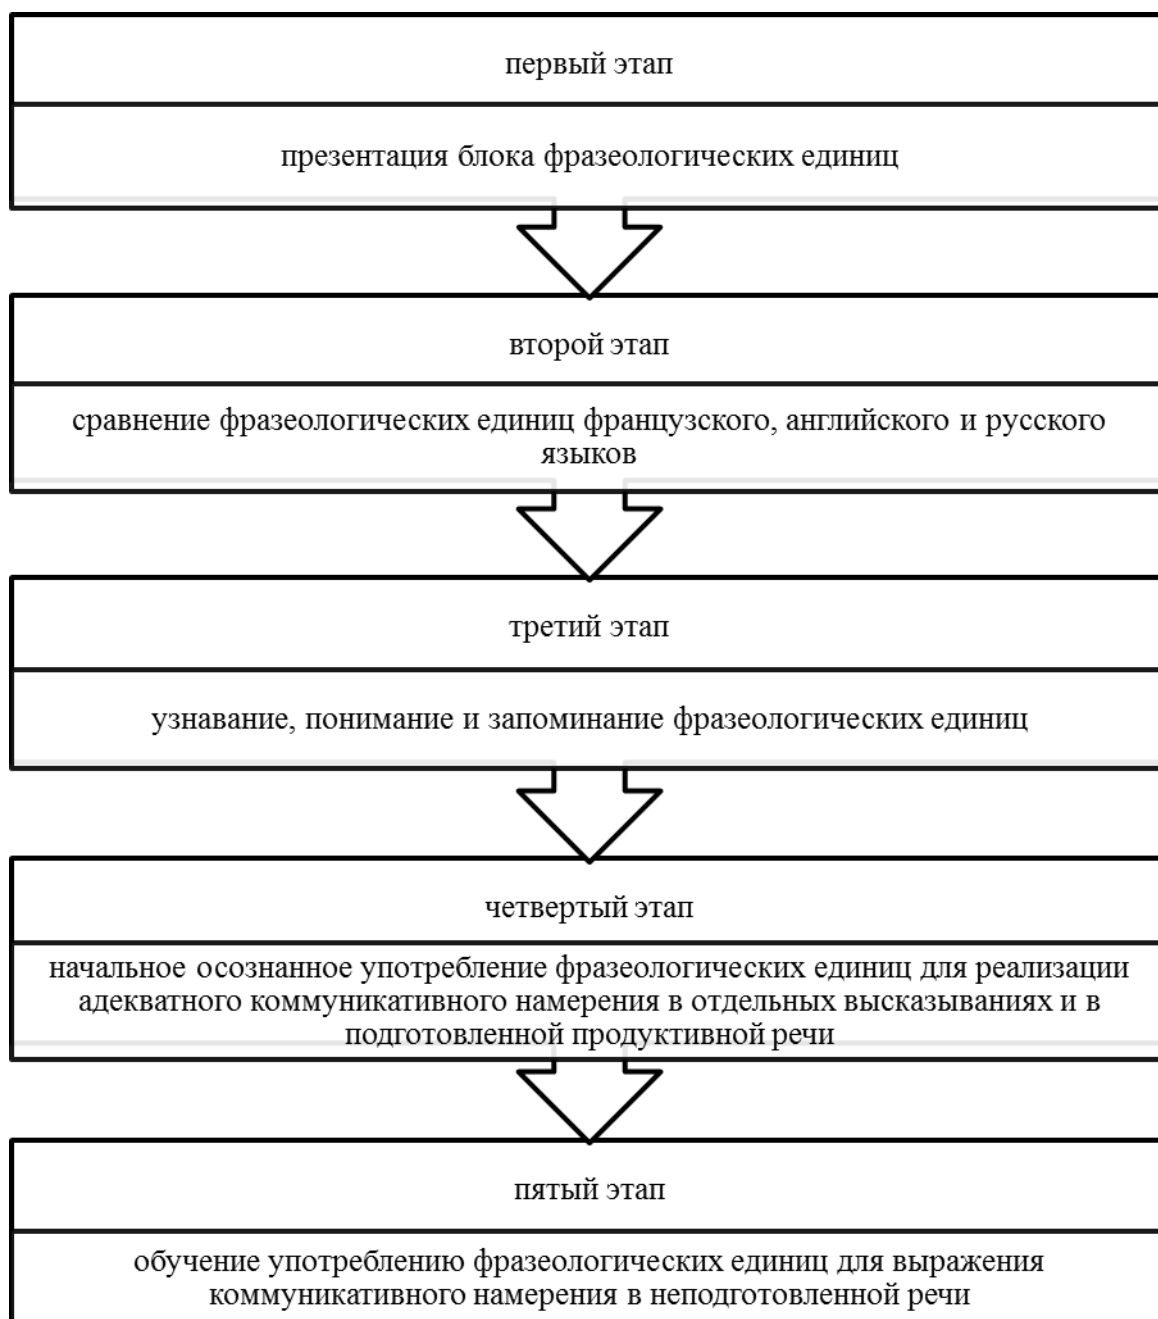 первый этап
презентация блока фразеологических единиц
второй этап
сравнение фразеологических единиц французского, английского и русского
языков
третий этап
узнавание, понимание и запоминание фразеологических единиц
четвертый этап
начальное осознанное употребление фразеологических единиц для реализации
адекватного коммуникативного намерения в отдельных высказываниях и в
подготовленной продуктивной речи
пятый этап
обучение употреблению фразеологических единиц для выражения
коммуникативного намерения в неподготовленной речи